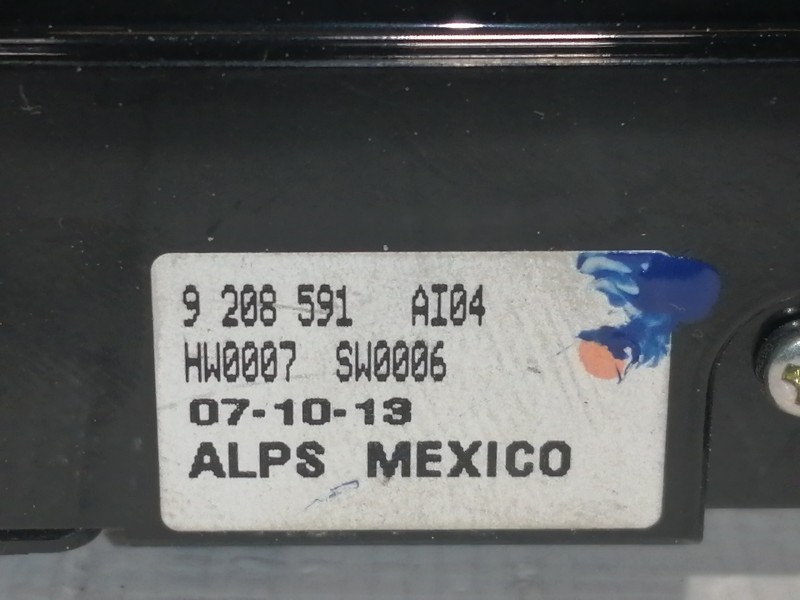 9 208 591 AI04
HW0007 SW0006
07-10-13
ALPS MEXICO